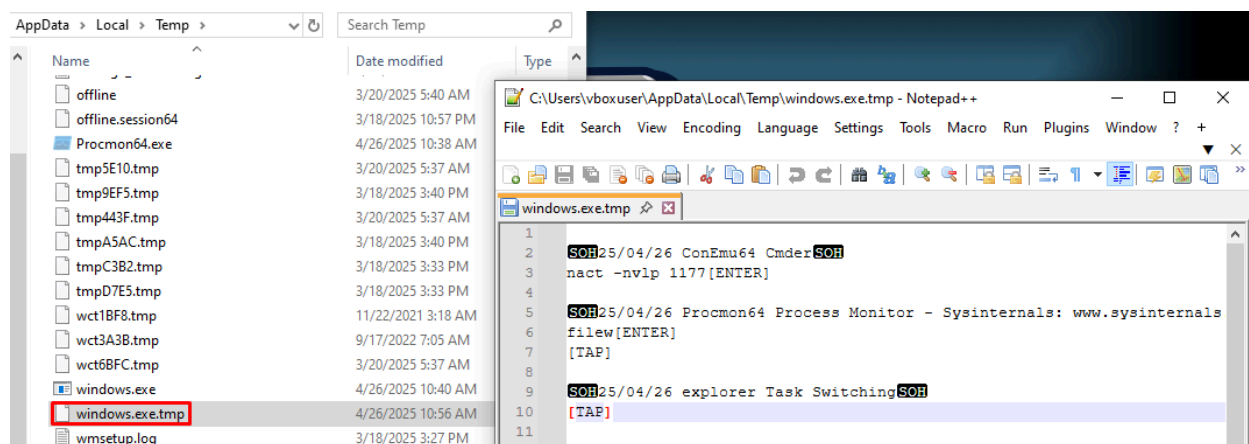 AppData > Local > Temp >
Search Temp
Name Date modified Type
offline 3/20/2025 5:40 AM
offline.session64 3/18/2025 10:57 PM
Procmon64.exe 4/26/2025 10:38 AM
tmp5E10.tmp 3/20/2025 5:37 AM
tmp9EF5.tmp 3/18/2025 3:40 PM
tmp443F.tmp 3/20/2025 5:37 AM
tmpA5AC.tmp 3/18/2025 3:40 PM
tmpC3B2.tmp 3/18/2025 3:33 PM
tmpD7E5.tmp 3/18/2025 3:33 PM
wct1BF8.tmp 11/22/2021 3:18 AM
wct3A3B.tmp 9/17/2022 7:05 AM
wct6BFC.tmp 3/20/2025 5:37 AM
windows.exe 4/26/2025 10:40 AM
windows.exe.tmp 4/26/2025 10:56 AM
wmsetup.log 3/18/2025 3:27 PM
C:\Users\vboxuser\AppData\Local\Temp\windows.exe.tmp - Notepad++
File Edit Search View Encoding Language Settings Tools Macro Run Plugins Window ? +
windows.exe.tmp
1
2 SOH25/04/26 ConEmu64 CmderSOH
3 nact -nvlp 1177[ENTER]
4
5 SOH25/04/26 Procmon64 Process Monitor - Sysinternals: www.sysinternals
6 filew[ENTER]
7 [TAP]
8
9 SOH25/04/26 explorer Task SwitchingSOH
10 [TAP]
11